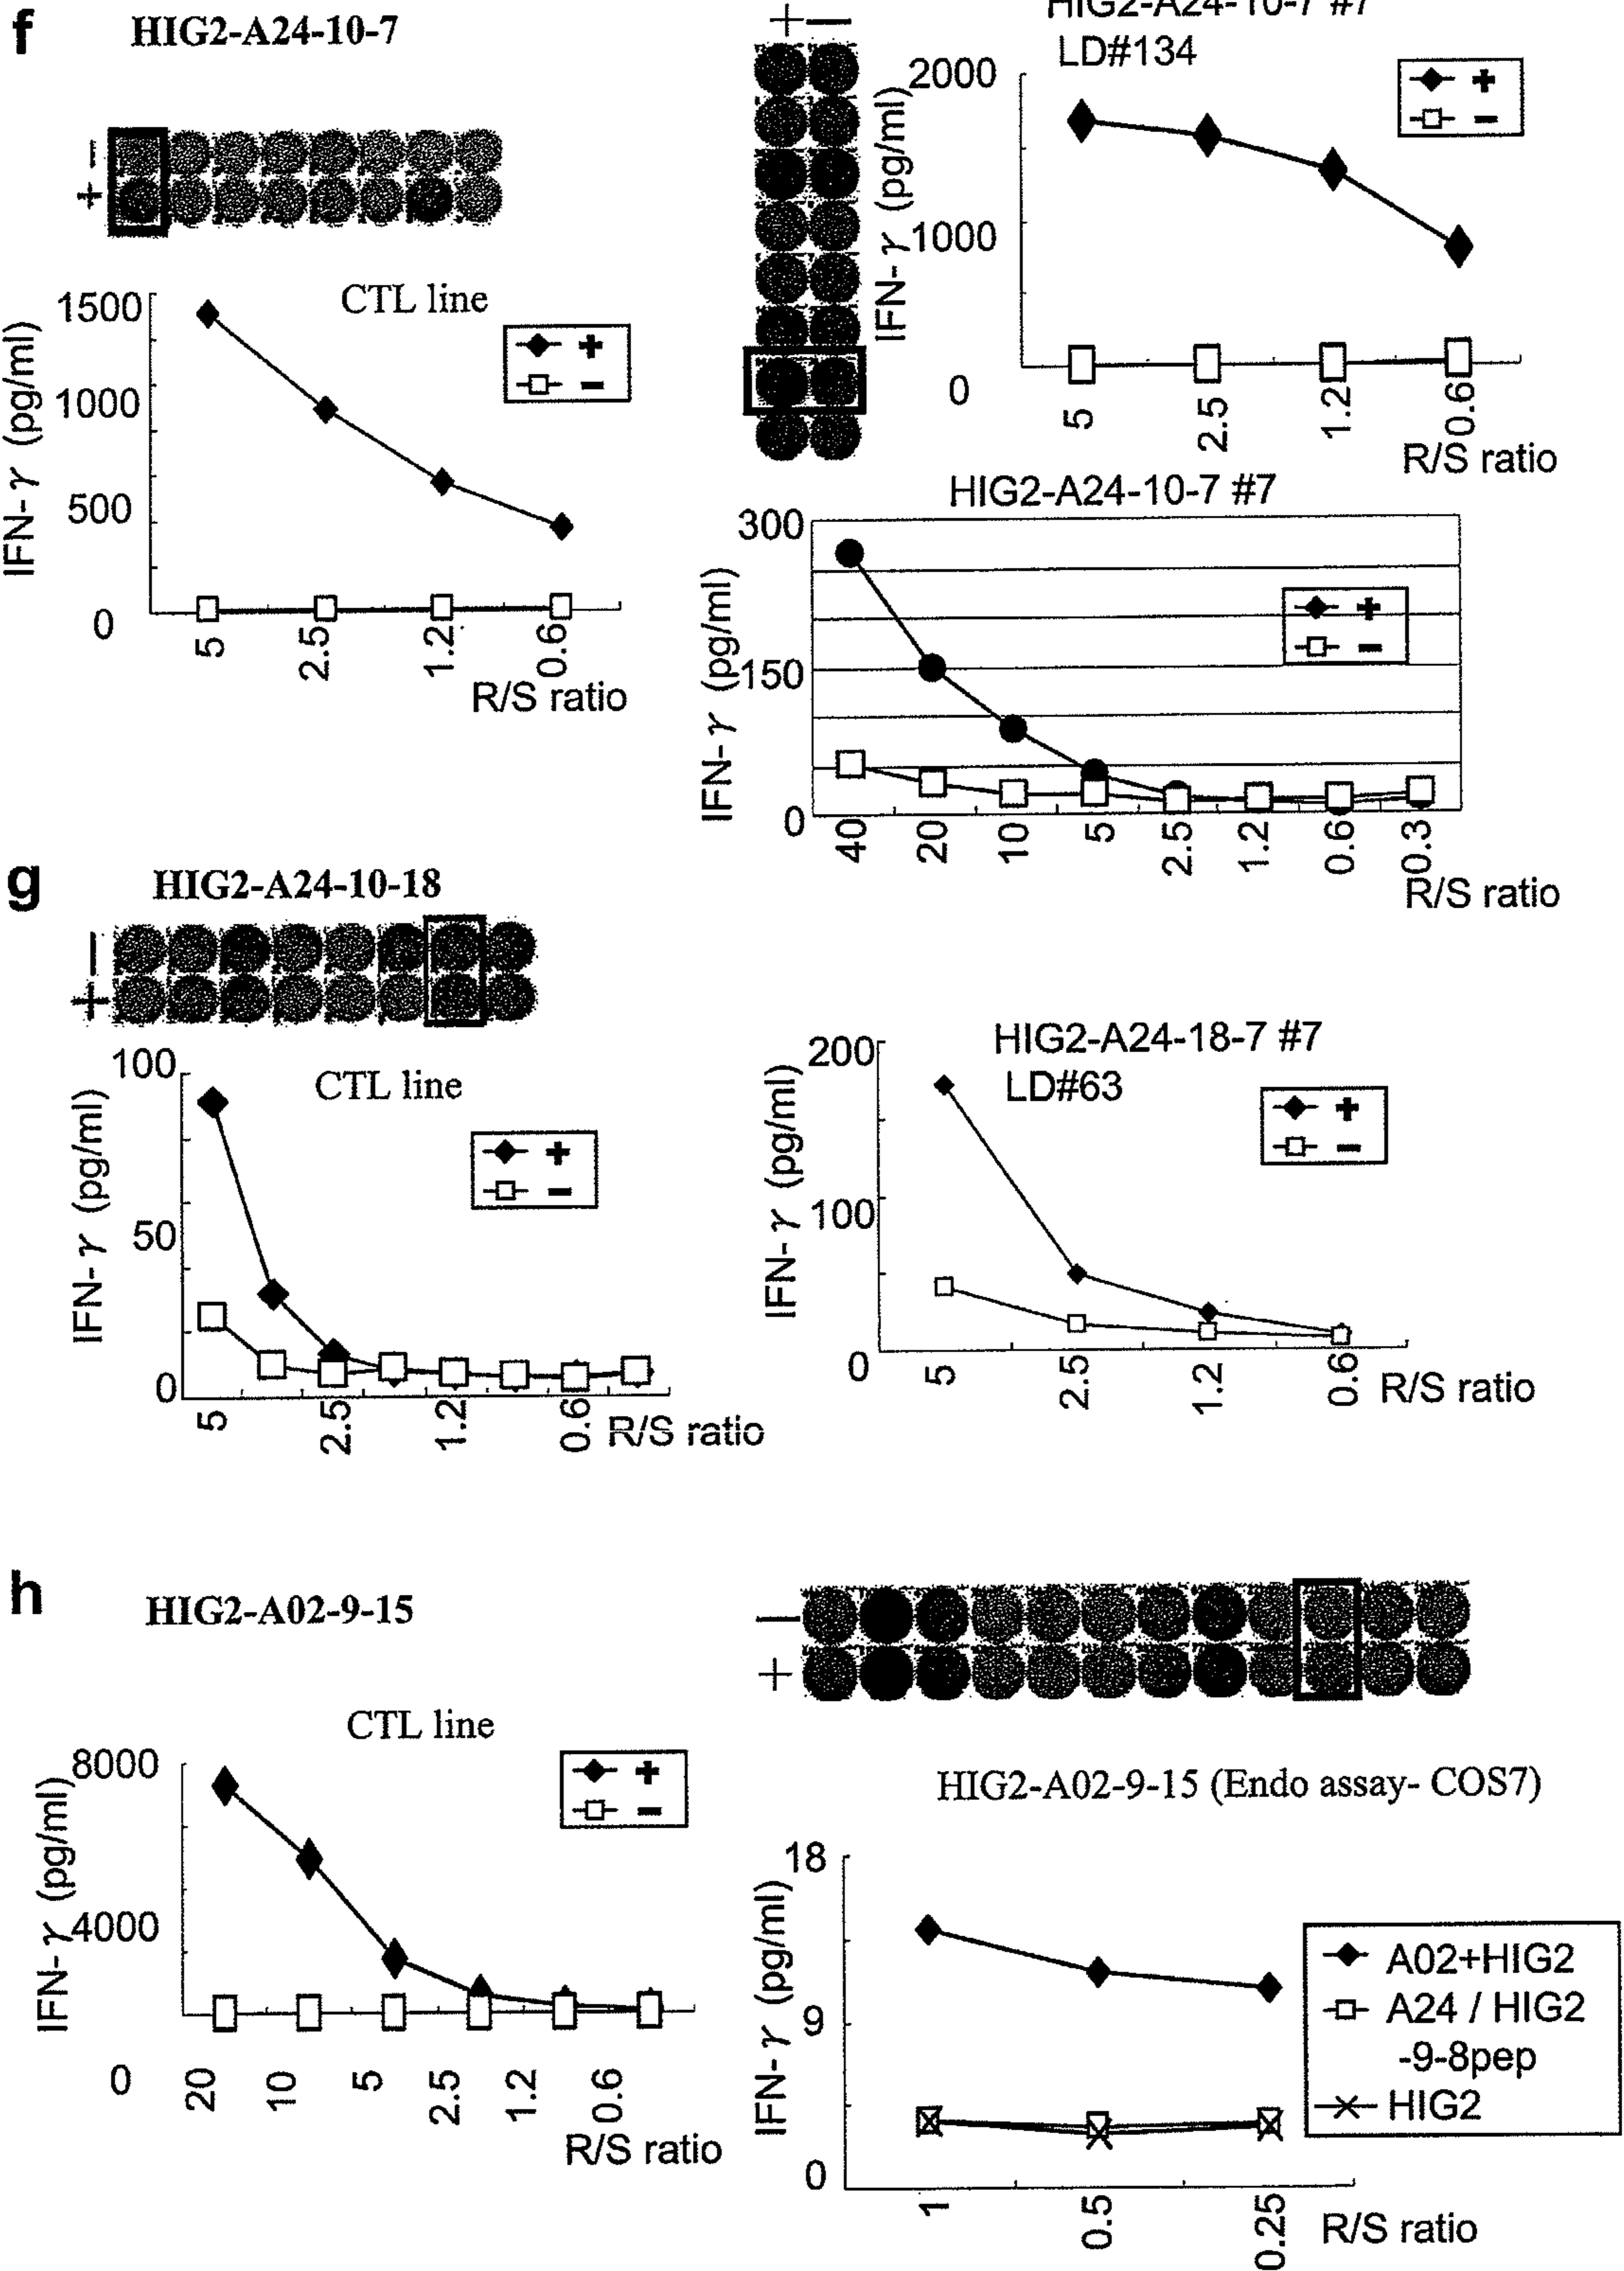 f
HIG2-A24-10-7
−
+
CTL line
1500
1000
500
0
IFN-γ (pg/ml)
+
−
5
2.5
1.2
0.6
R/S ratio
+ −
HIG2-A24-10-7 #7
LD#134
2000
1000
0
IFN-γ (pg/ml)
+
−
5
2.5
1.2
0.6
R/S ratio
HIG2-A24-10-7 #7
300
150
0
IFN-γ (pg/ml)
+
−
40
20
10
5
2.5
1.2
0.6
0.3
R/S ratio
g
HIG2-A24-10-18
−
+
CTL line
100
50
0
IFN-γ (pg/ml)
+
−
5
2.5
1.2
0.6
R/S ratio
HIG2-A24-18-7 #7
LD#63
200
100
0
IFN-γ (pg/ml)
+
−
5
2.5
1.2
0.6
R/S ratio
h
HIG2-A02-9-15
−
+
CTL line
8000
4000
0
IFN-γ (pg/ml)
+
−
20
10
5
2.5
1.2
0.6
R/S ratio
HIG2-A02-9-15 (Endo assay- COS7)
18
9
0
IFN-γ (pg/ml)
A02+HIG2
A24 / HIG2
-9-8pep
HIG2
1
0.5
0.25
R/S ratio